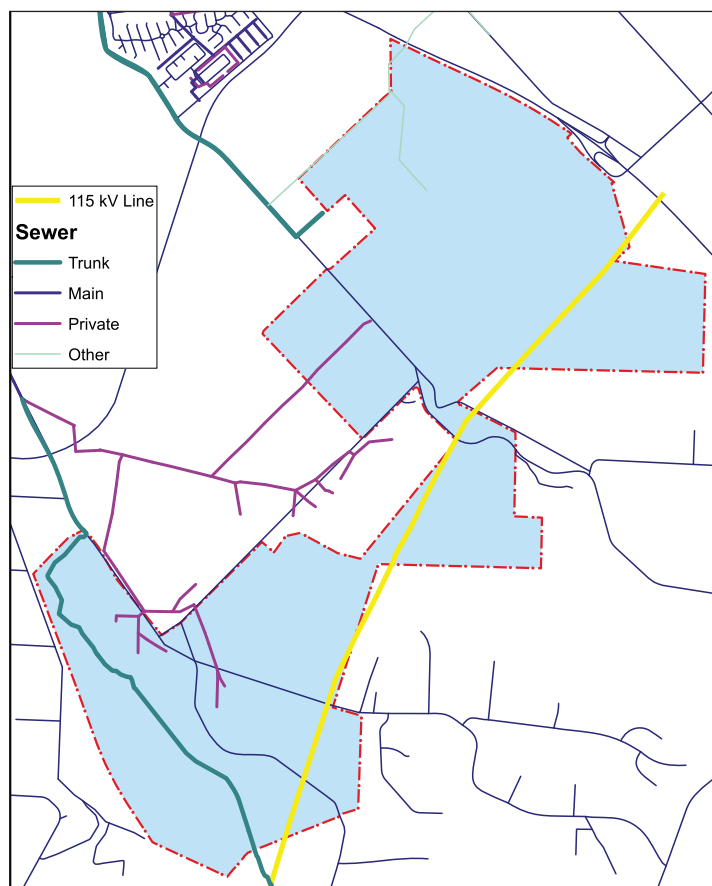 115 kV Line
Sewer
Trunk
Main
Private
Other